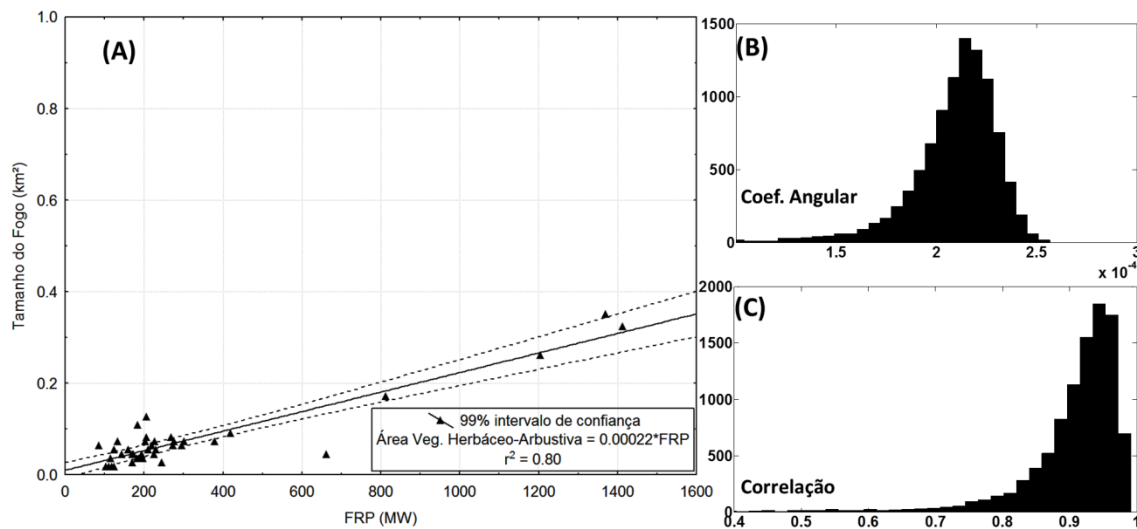 (A)
Tamanho do Fogo (km²)
1.0
0.8
0.6
0.4
0.2
0.0
0 200 400 600 800 1000 1200 1400 1600
FRP (MW)
99% intervalo de confiança
Área Veg. Herbáceo-Arbustiva = 0.00022*FRP
r² = 0.80
(B)
1500
1000
500
0
Coef. Angular
1.5 2 2.5 3
x 10⁻⁴
(C)
2000
1500
1000
500
0
Correlação
0.4 0.5 0.6 0.7 0.8 0.9 1